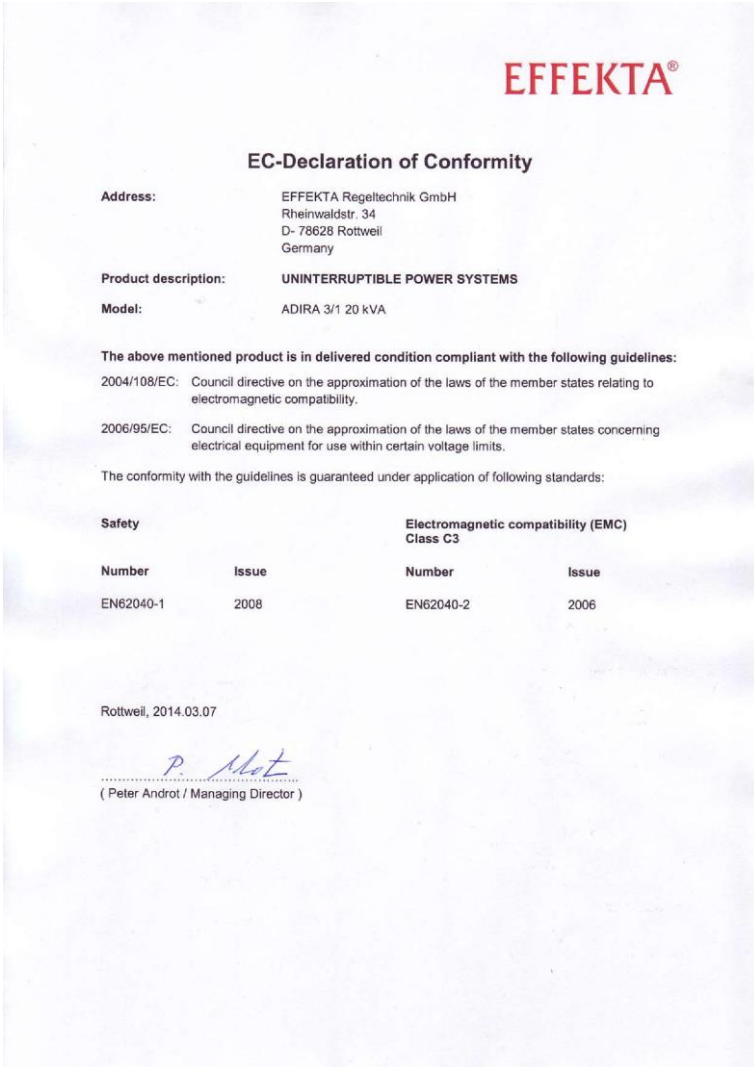 EFFEKTA®
EC-Declaration of Conformity
Address: EFFEKTA Regeltechnik GmbH
Rheinwaldstr. 34
D- 78628 Rottweil
Germany
Product description: UNINTERRUPTIBLE POWER SYSTEMS
Model: ADIRA 3/1 20 kVA
The above mentioned product is in delivered condition compliant with the following guidelines:
2004/108/EC: Council directive on the approximation of the laws of the member states relating to
electromagnetic compatibility.
2006/95/EC: Council directive on the approximation of the laws of the member states concerning
electrical equipment for use within certain voltage limits.
The conformity with the guidelines is guaranteed under application of following standards:
Safety Electromagnetic compatibility (EMC)
Class C3
Number Issue Number Issue
EN62040-1 2008 EN62040-2 2006
Rottweil, 2014.03.07
P.
( Peter Androt / Managing Director )